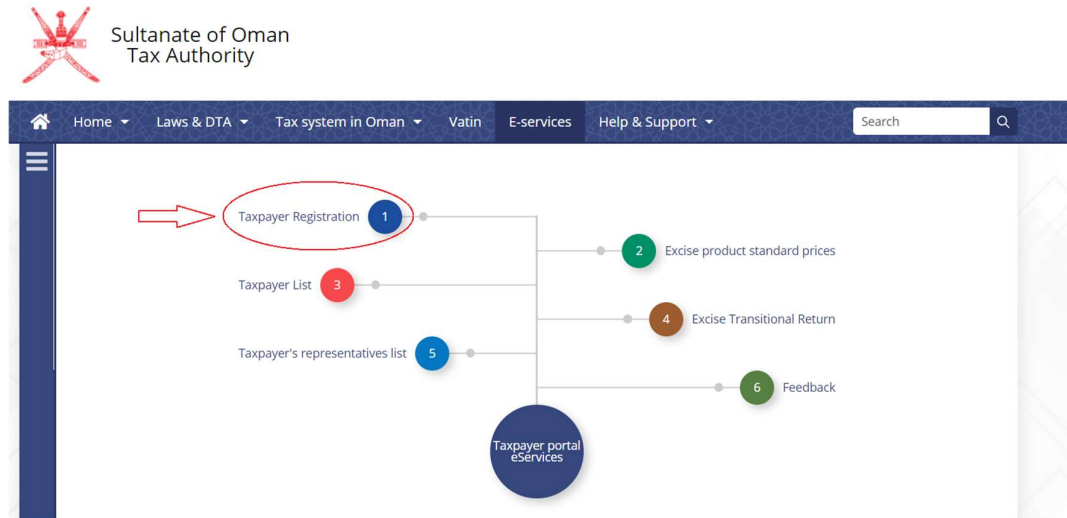 Sultanate of Oman
Tax Authority
Home
Laws & DTA
Tax system in Oman
Vatin
E-services
Help & Support
Search
Taxpayer Registration 1
2 Excise product standard prices
Taxpayer List 3
4 Excise Transitional Return
Taxpayer's representatives list 5
6 Feedback
Taxpayer portal
eServices